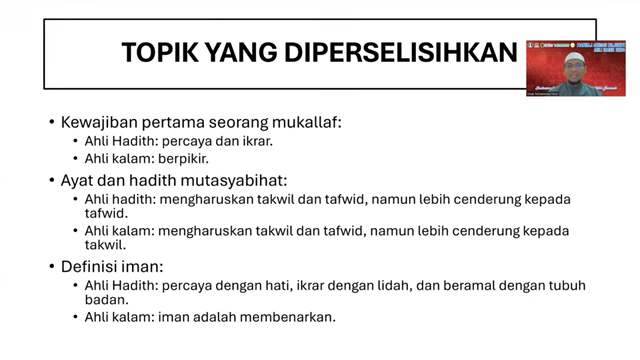 TOPIK YANG DIPERSELISIHKAN
• Kewajiban pertama seorang mukallaf:
• Ahli Hadith: percaya dan ikrar.
• Ahli kalam: berpikir.
• Ayat dan hadith mutasyabihat:
• Ahli hadith: mengharuskan takwil dan tafwid, namun lebih cenderung kepada
tafwid.
• Ahli kalam: mengharuskan takwil dan tafwid, namun lebih cenderung kepada
takwil.
• Definisi iman:
• Ahli Hadith: percaya dengan hati, ikrar dengan lidah, dan beramal dengan tubuh
badan.
• Ahli kalam: iman adalah membenarkan.